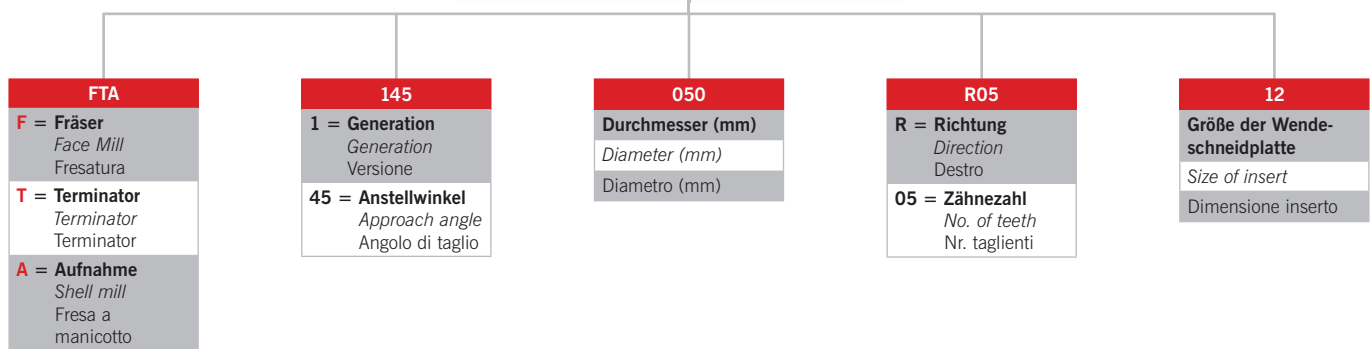 FTA
F = Fräser
Face Mill
Fresatura
T = Terminator
Terminator
Terminator
A = Aufnahme
Shell mill
Fresa a
manicotto
145
1 = Generation
Generation
Versione
45 = Anstellwinkel
Approach angle
Angolo di taglio
050
Durchmesser (mm)
Diameter (mm)
Diametro (mm)
R05
R = Richtung
Direction
Destro
05 = Zähnezahl
No. of teeth
Nr. taglienti
12
Größe der Wende-
schneidplatte
Size of insert
Dimensione inserto